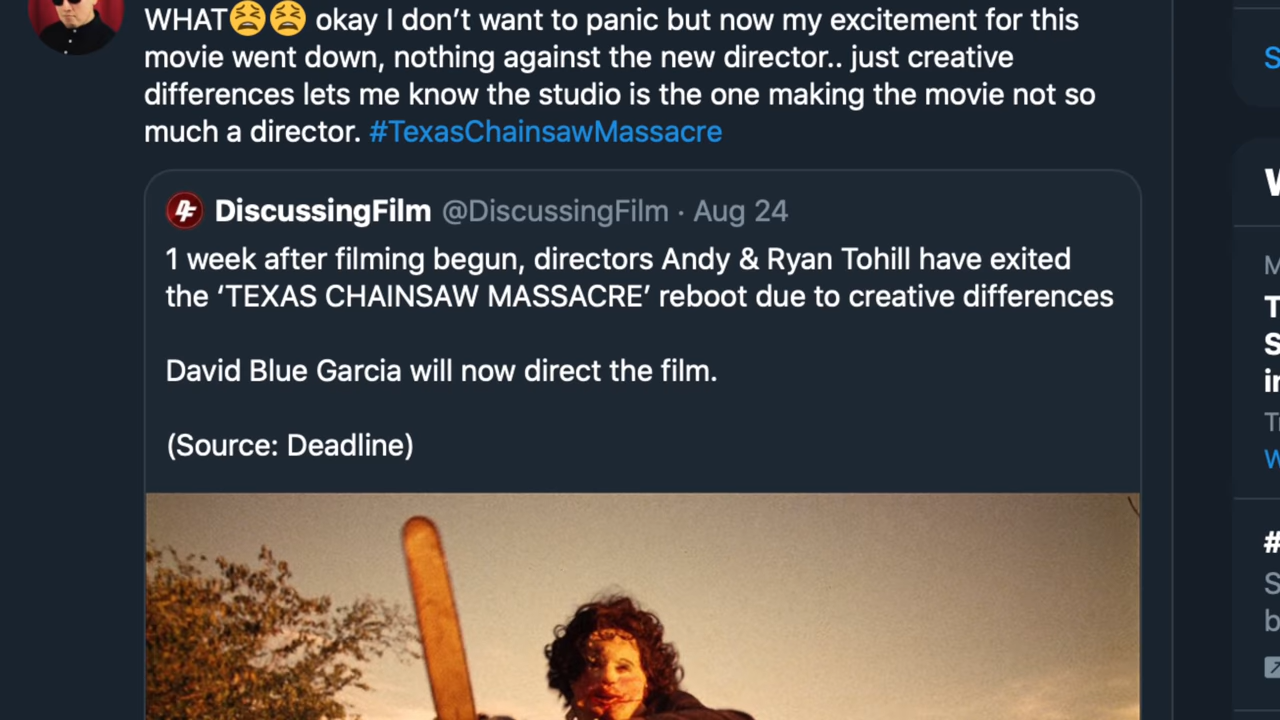 WHAT😫😫 okay I don’t want to panic but now my excitement for this
movie went down, nothing against the new director.. just creative
differences lets me know the studio is the one making the movie not so
much a director. #TexasChainsawMassacre
DiscussingFilm @DiscussingFilm · Aug 24
1 week after filming begun, directors Andy & Ryan Tohill have exited
the ‘TEXAS CHAINSAW MASSACRE’ reboot due to creative differences
David Blue Garcia will now direct the film.
(Source: Deadline)